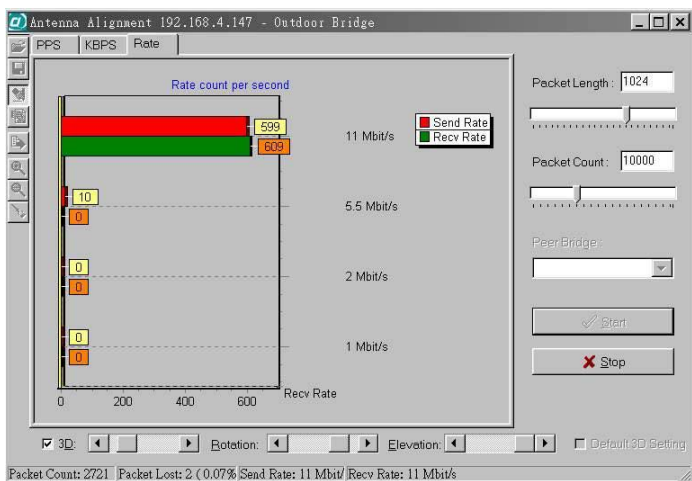 Antenna Alignment 192.168.4.147 - Outdoor Bridge
PPS KBPS Rate
Rate count per second
Send Rate
Recv Rate
599
609
11 Mbit/s
10
0
5.5 Mbit/s
0
0
2 Mbit/s
0
0
1 Mbit/s
0 200 400 600
Recv Rate
Packet Length : 1024
Packet Count : 10000
Peer Bridge :
Start
Stop
3D: Rotation: Elevation: Default 3D Setting
Packet Count: 2721 Packet Lost: 2 ( 0.07% Send Rate: 11 Mbit/ Recv Rate: 11 Mbit/s